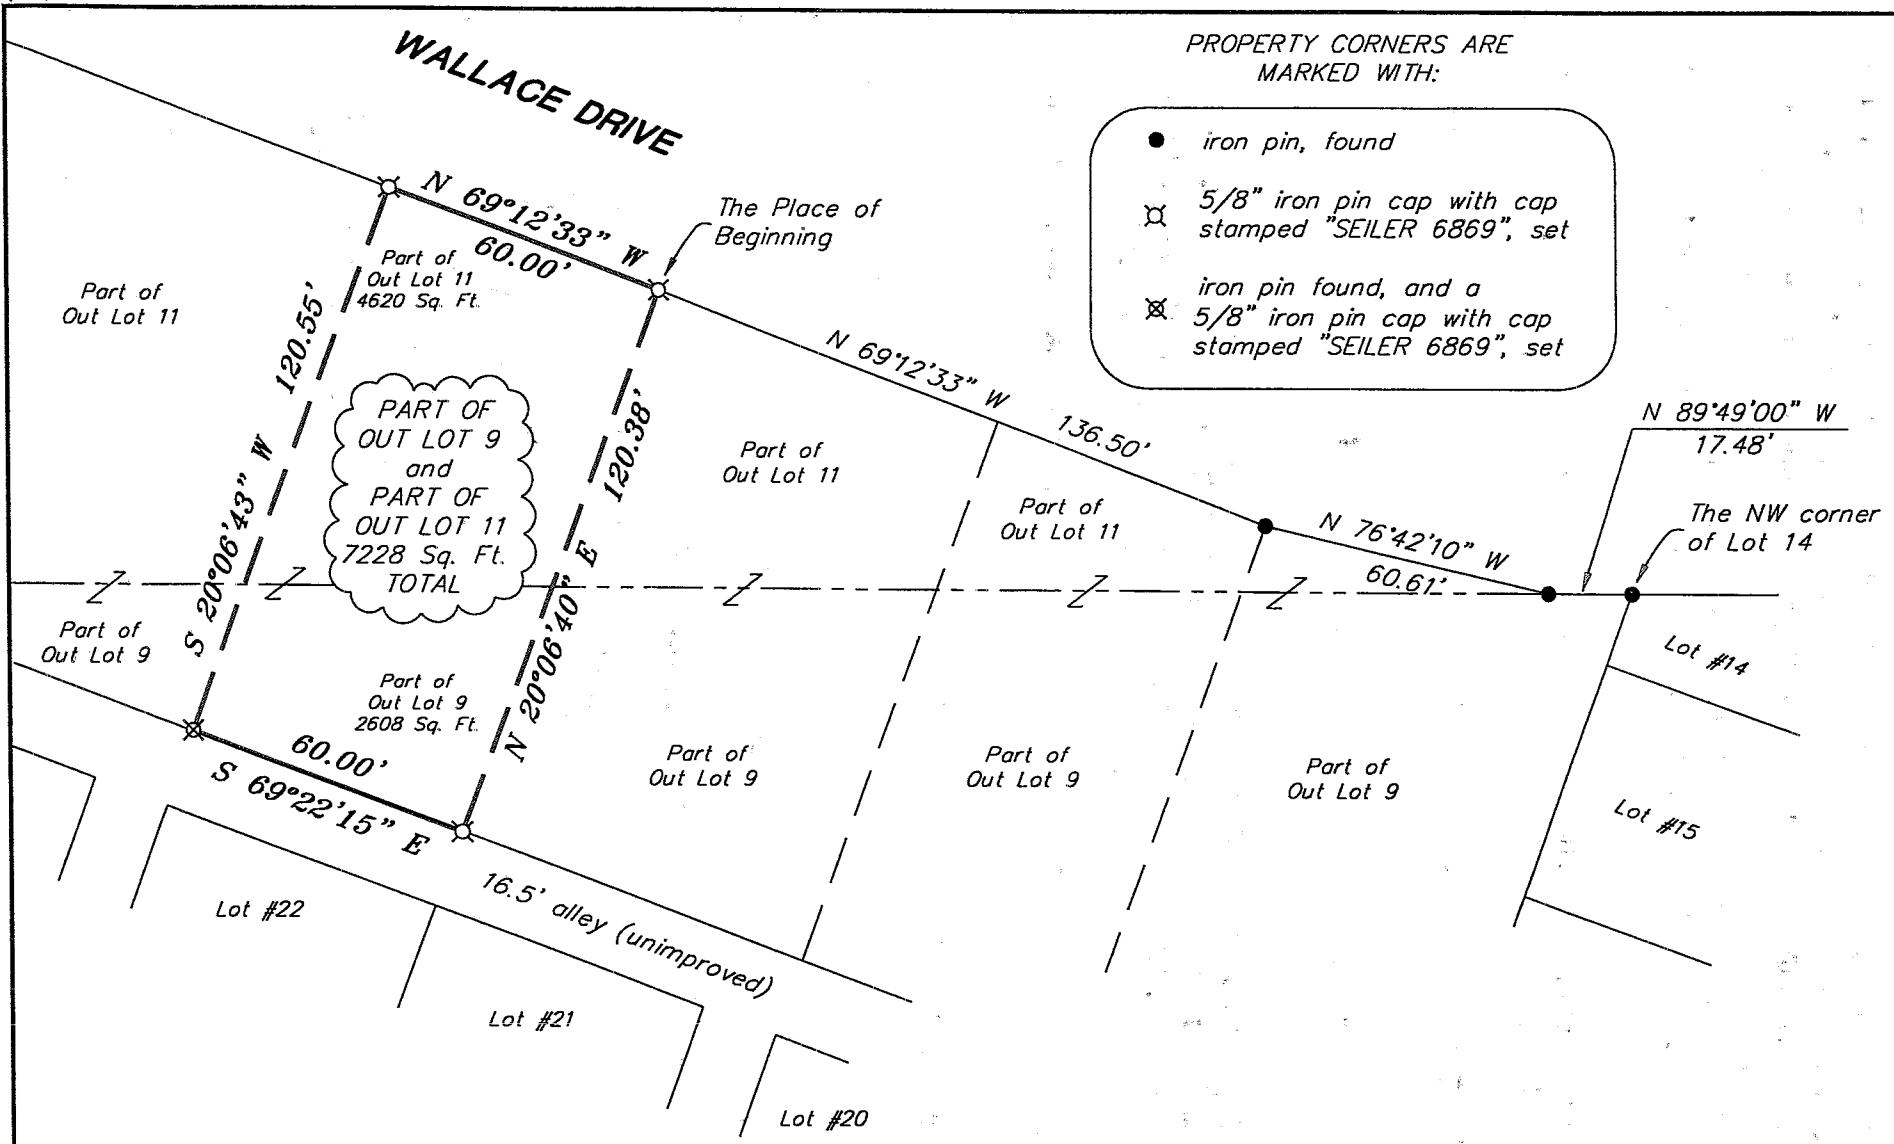 WALLACE DRIVE
PROPERTY CORNERS ARE
MARKED WITH:
iron pin, found
5/8" iron pin cap with cap
stamped "SEILER 6869", set
iron pin found, and a
5/8" iron pin cap with cap
stamped "SEILER 6869", set
N 69°12'33" W
60.00'
The Place of
Beginning
Part of
Out Lot 11
Part of
Out Lot 11
4620 Sq. Ft.
120.55'
S 20°06'43" W
PART OF
OUT LOT 9
and
PART OF
OUT LOT 11
7228 Sq. Ft.
TOTAL
120.38'
N 20°06'40" E
N 69°12'33" W
136.50'
Part of
Out Lot 11
Part of
Out Lot 11
N 89°49'00" W
17.48'
N 76°42'10" W
60.61'
The NW corner
of Lot 14
Part of
Out Lot 9
Part of
Out Lot 9
2608 Sq. Ft.
60.00'
S 69°22'15" E
Part of
Out Lot 9
Part of
Out Lot 9
Part of
Out Lot 9
Lot #14
Lot #15
16.5' alley (unimproved)
Lot #22
Lot #21
Lot #20